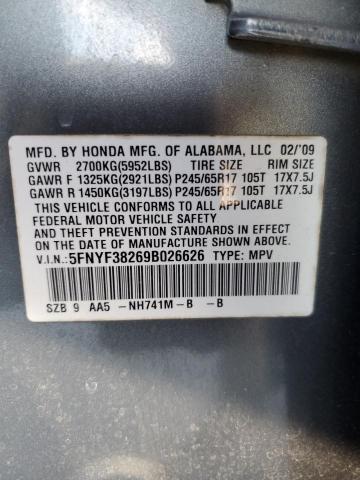 MFD. BY HONDA MFG. OF ALABAMA, LLC 02/'09
GVWR 2700KG(5952LBS) TIRE SIZE RIM SIZE
GAWR F 1325KG(2921LBS) P245/65R17 105T 17X7.5J
GAWR R 1450KG(3197LBS) P245/65R17 105T 17X7.5J
THIS VEHICLE CONFORMS TO ALL APPLICABLE
FEDERAL MOTOR VEHICLE SAFETY
AND THEFT PREVENTION STANDARDS IN EFFECT ON
THE DATE OF MANUFACTURE SHOWN ABOVE.
V.I.N.: 5FNYF38269B026626 TYPE: MPV
SZB 9 AA5 -NH741M-B -B